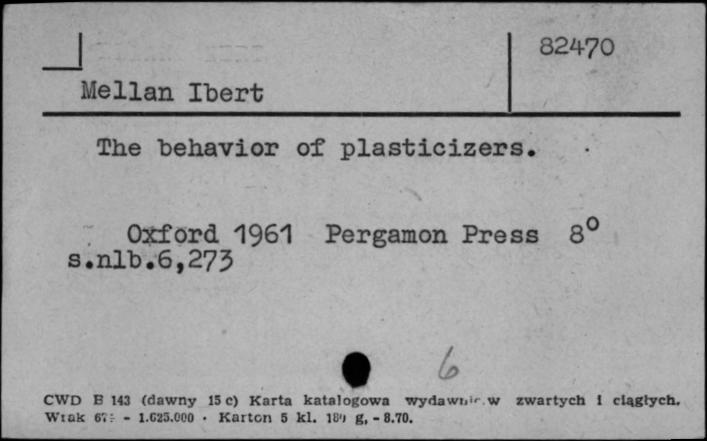 82470
Mellan Ibert
The behavior of plasticizers.
Oxford 1961 Pergamon Press 8°
s.nlb.6,273
6
CWD B 143 (dawny 15 c) Karta katalogowa zwartych i ciągłych.
1.625.000 · Karton 5 kl. g, - 8.70.